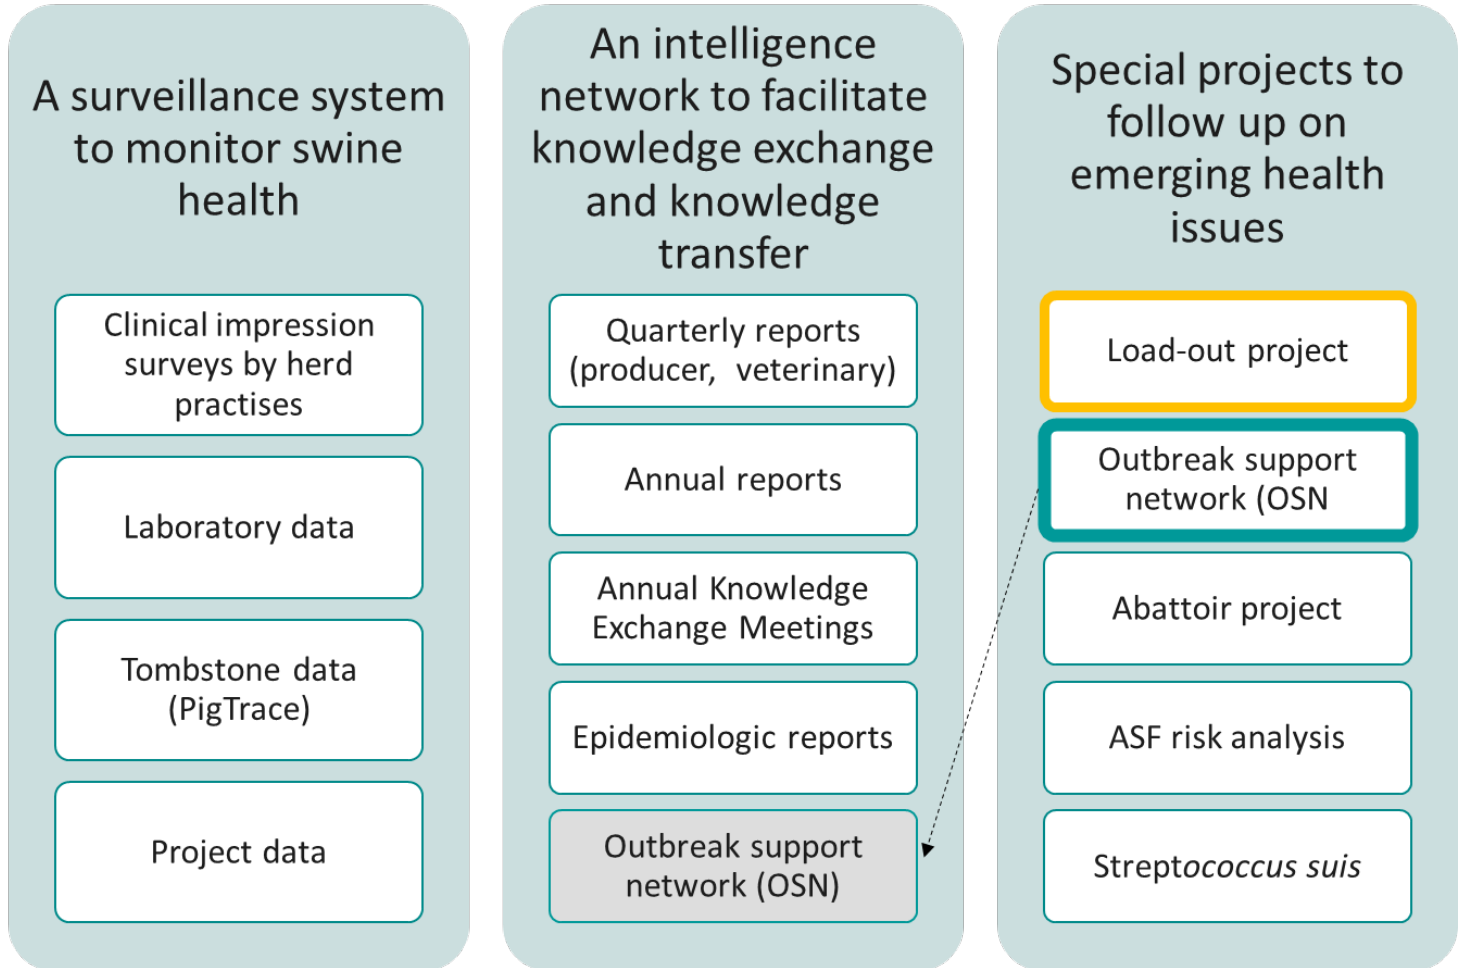 A surveillance system
to monitor swine
health
Clinical impression
surveys by herd
practises
Laboratory data
Tombstone data
(PigTrace)
Project data
An intelligence
network to facilitate
knowledge exchange
and knowledge
transfer
Quarterly reports
(producer, veterinary)
Annual reports
Annual Knowledge
Exchange Meetings
Epidemiologic reports
Outbreak support
network (OSN)
Special projects to
follow up on
emerging health
issues
Load-out project
Outbreak support
network (OSN
Abattoir project
ASF risk analysis
Streptococcus suis